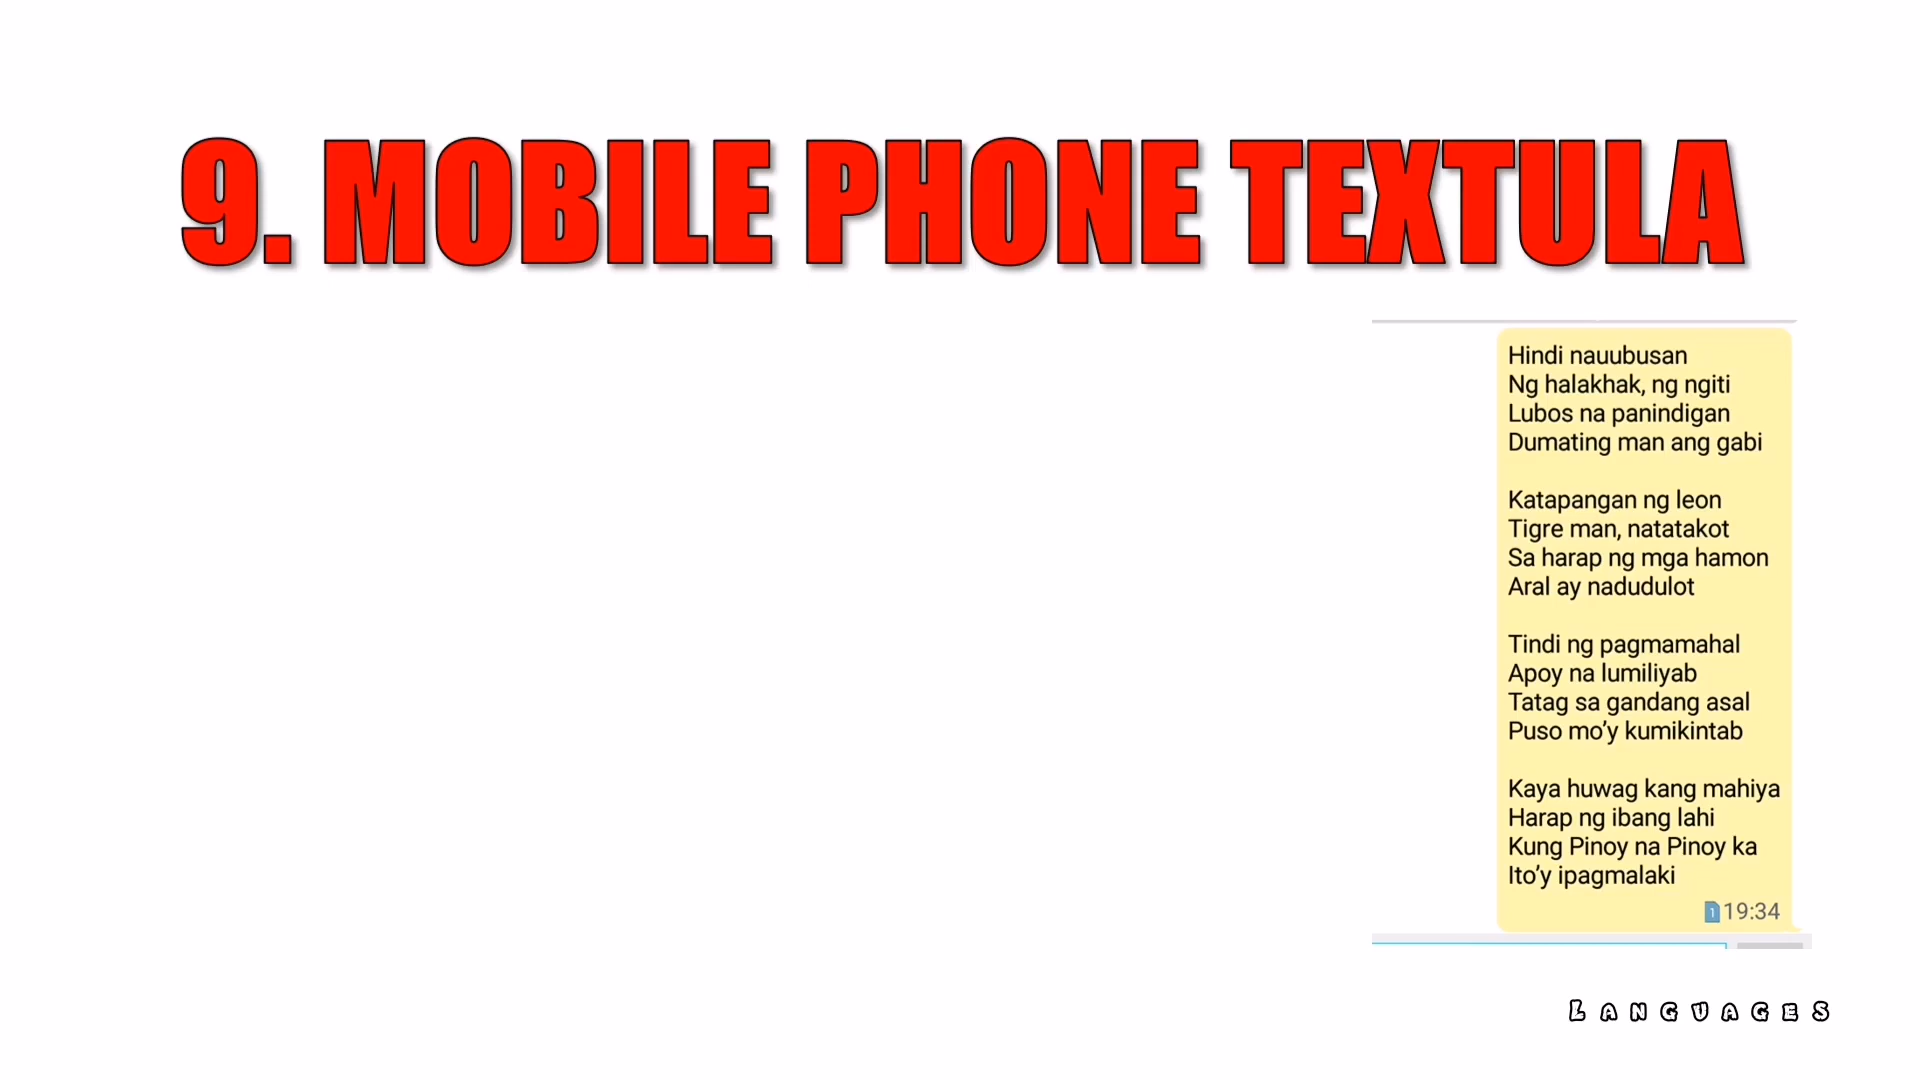 9. MOBILE PHONE TEXTULA
Hindi nauubusan
Ng halakhak, ng ngiti
Lubos na panindigan
Dumating man ang gabi
Katapangan ng leon
Tigre man, natatakot
Sa harap ng mga hamon
Aral ay nadudulot
Tindi ng pagmamahal
Apoy na lumiliyab
Tatag sa gandang asal
Puso mo’y kumikintab
Kaya huwag kang mahiya
Harap ng ibang lahi
Kung Pinoy na Pinoy ka
Ito’y ipagmalaki
1 19:34
LANGUAGES